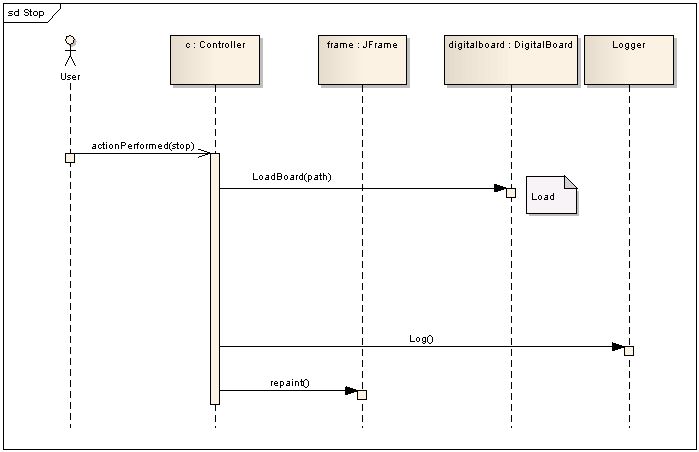 sd Stop
User
c : Controller
frame : JFrame
digitalboard : DigitalBoard
Logger
actionPerformed(stop)
LoadBoard(path)
Load
Log()
repaint()